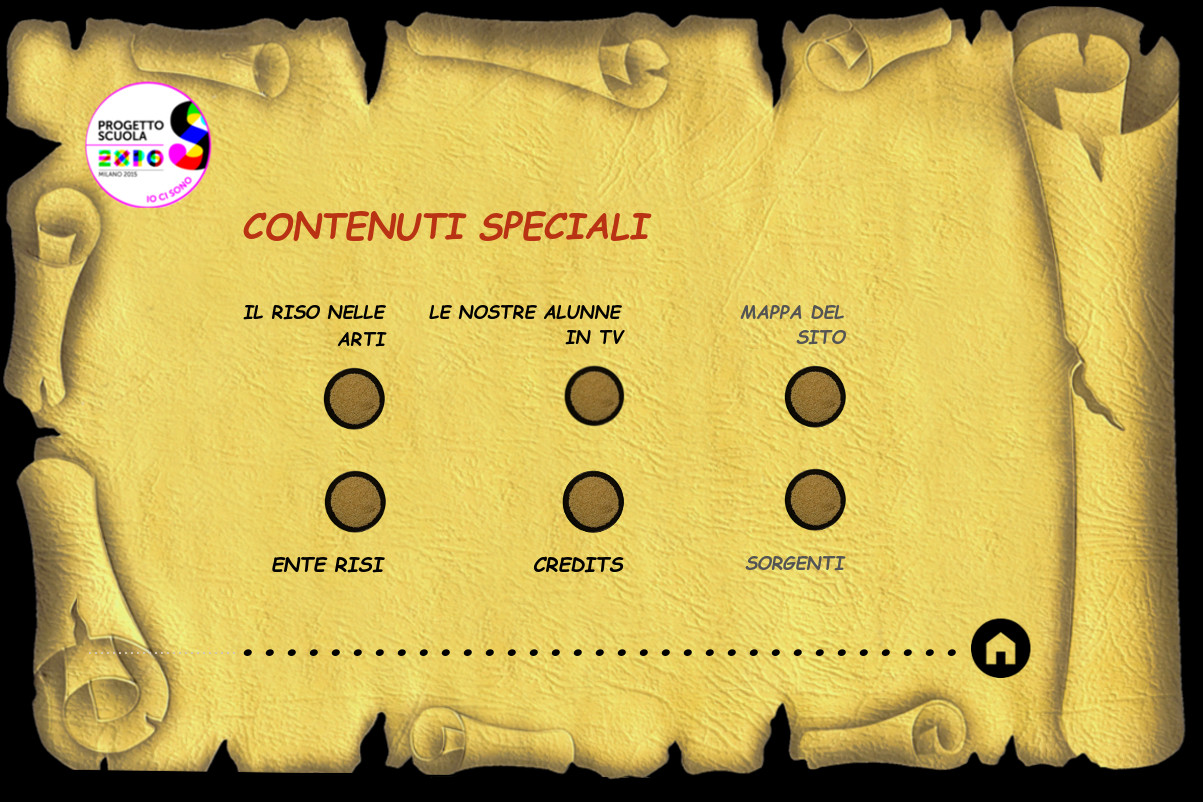 PROGETTO
SCUOLA
EXPO
MILANO 2015
IO CI SONO
CONTENUTI SPECIALI
IL RISO NELLE
ARTI
LE NOSTRE ALUNNE
IN TV
MAPPA DEL
SITO
ENTE RISI
CREDITS
SORGENTI